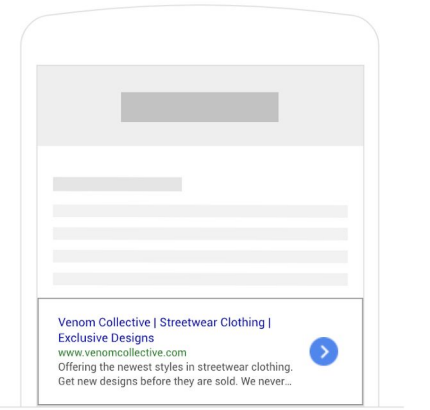 Venom Collective | Streetwear Clothing |
Exclusive Designs
www.venomcollective.com
Offering the newest styles in streetwear clothing.
Get new designs before they are sold. We never...